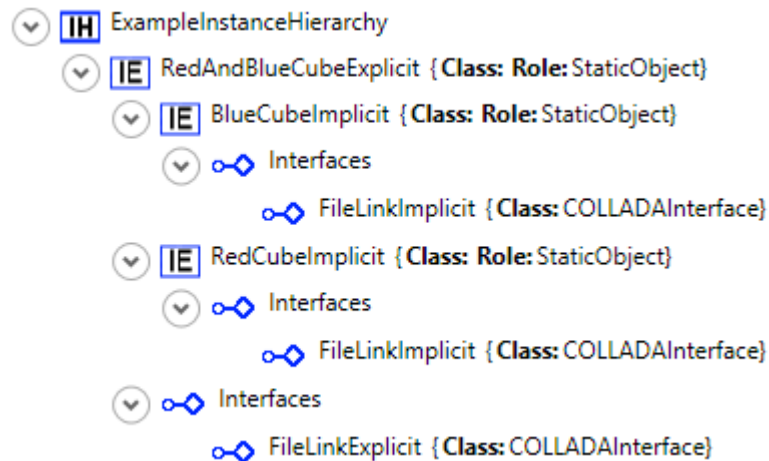 IH ExampleInstanceHierarchy
IE RedAndBlueCubeExplicit {Class: Role: StaticObject}
IE BlueCubeImplicit {Class: Role: StaticObject}
Interfaces
FileLinkImplicit {Class: COLLADAInterface}
IE RedCubeImplicit {Class: Role: StaticObject}
Interfaces
FileLinkImplicit {Class: COLLADAInterface}
Interfaces
FileLinkExplicit {Class: COLLADAInterface}